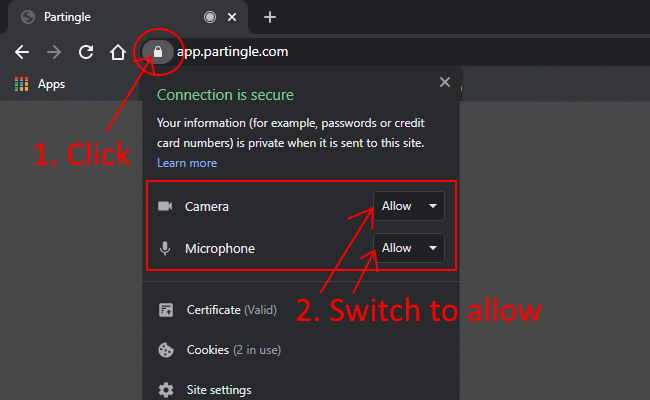 Partingle
app.partingle.com
Apps
Connection is secure
Your information (for example, passwords or credit
card numbers) is private when it is sent to this site.
Learn more
1. Click
Camera
Allow
Microphone
Allow
2. Switch to allow
Certificate (Valid)
Cookies (2 in use)
Site settings